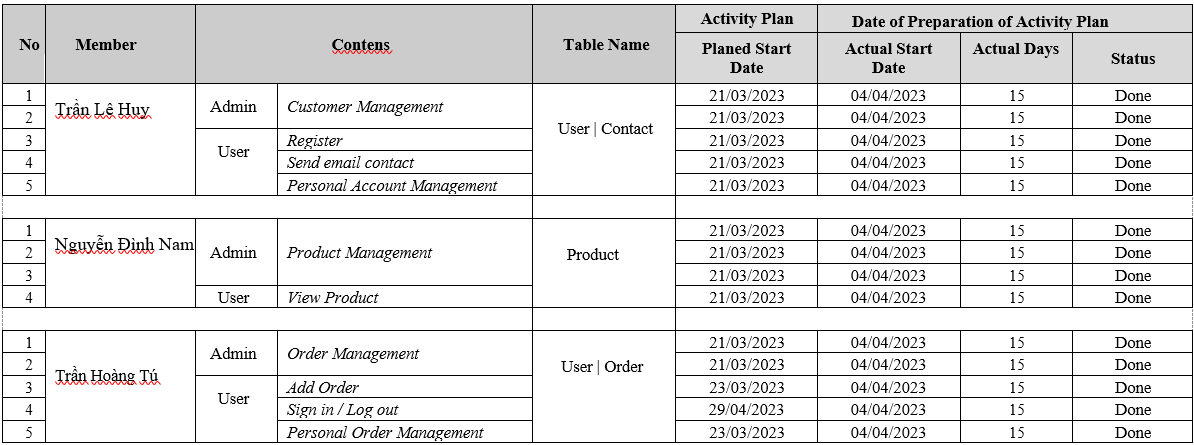 No Member Contens Table Name Activity Plan Date of Preparation of Activity Plan
Planed Start Date Actual Start Date Actual Days Status
1 Trần Lê Huy Admin Customer Management User | Contact 21/03/2023 04/04/2023 15 Done
2 21/03/2023 04/04/2023 15 Done
3 User Register 21/03/2023 04/04/2023 15 Done
4 Send email contact 21/03/2023 04/04/2023 15 Done
5 Personal Account Management 21/03/2023 04/04/2023 15 Done
1 Nguyễn Đình Nam Admin Product Management Product 21/03/2023 04/04/2023 15 Done
2 21/03/2023 04/04/2023 15 Done
3 21/03/2023 04/04/2023 15 Done
4 User View Product 21/03/2023 04/04/2023 15 Done
1 Trần Hoàng Tú Admin Order Management User | Order 21/03/2023 04/04/2023 15 Done
2 21/03/2023 04/04/2023 15 Done
3 User Add Order 23/03/2023 04/04/2023 15 Done
4 Sign in / Log out 29/04/2023 04/04/2023 15 Done
5 Personal Order Management 23/03/2023 04/04/2023 15 Done